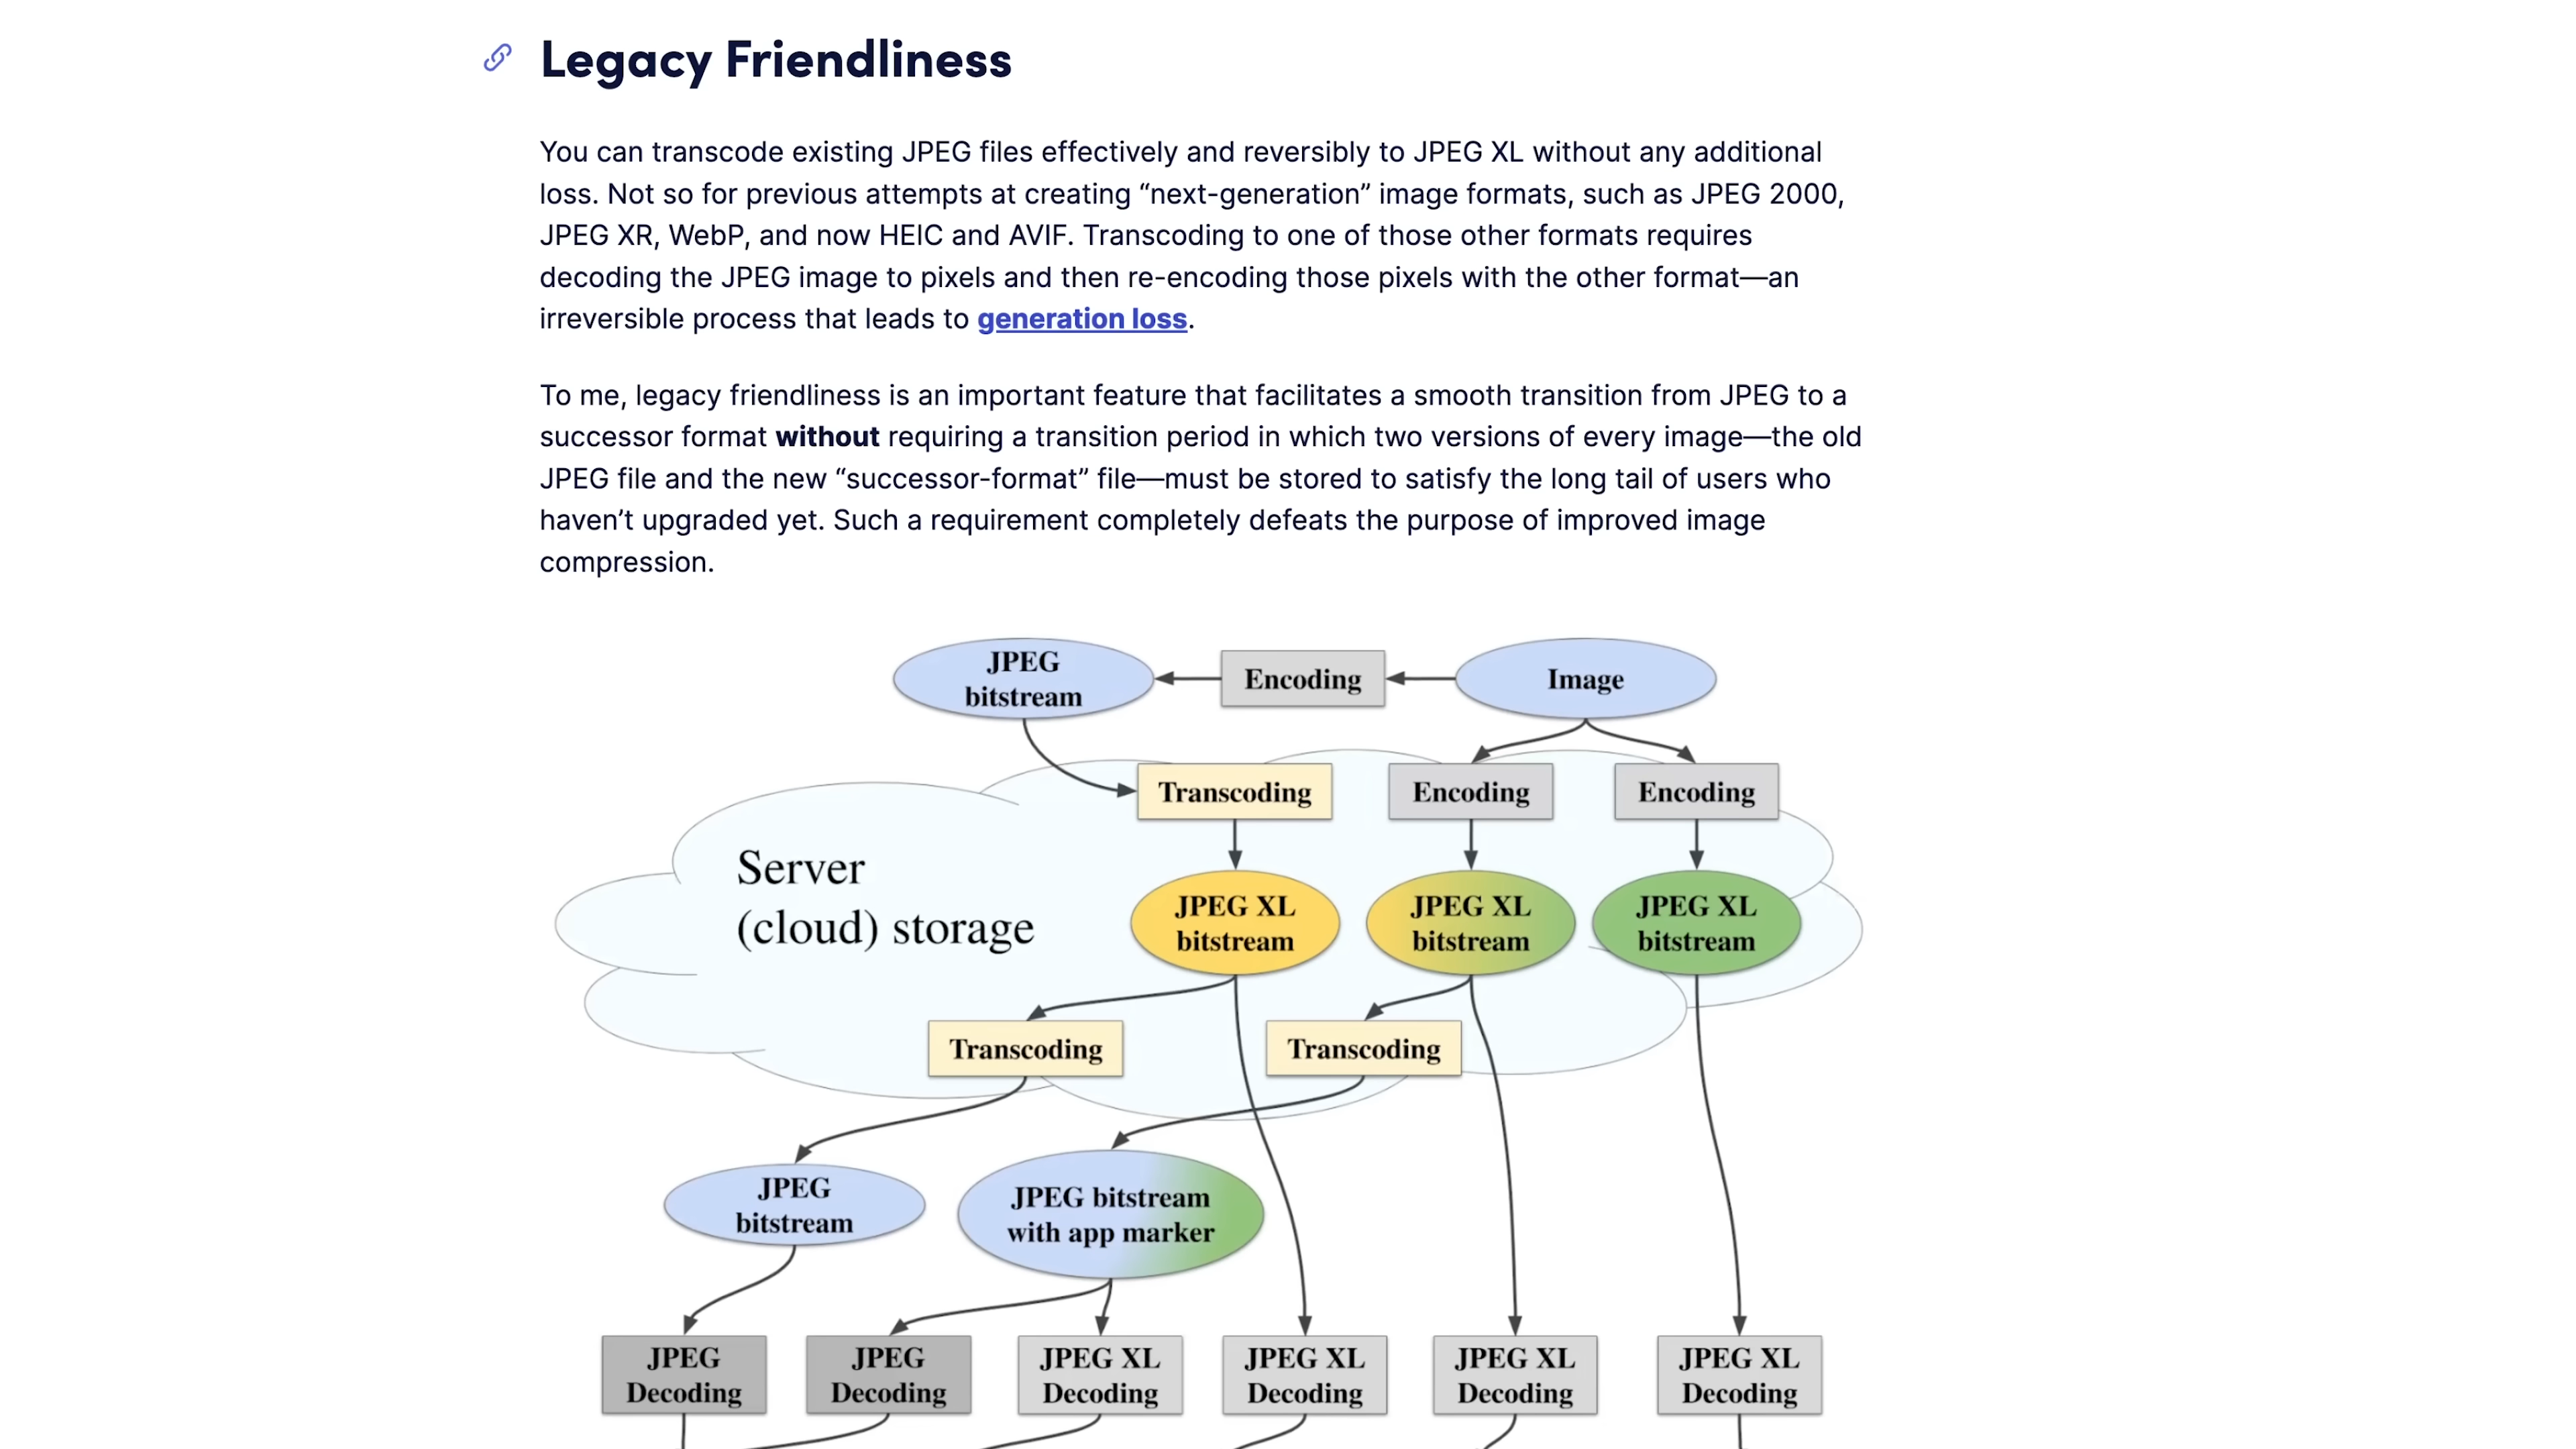 Legacy Friendliness
You can transcode existing JPEG files effectively and reversibly to JPEG XL without any additional
loss. Not so for previous attempts at creating “next-generation” image formats, such as JPEG 2000,
JPEG XR, WebP, and now HEIC and AVIF. Transcoding to one of those other formats requires
decoding the JPEG image to pixels and then re-encoding those pixels with the other format—an
irreversible process that leads to generation loss.
To me, legacy friendliness is an important feature that facilitates a smooth transition from JPEG to a
successor format without requiring a transition period in which two versions of every image—the old
JPEG file and the new “successor-format” file—must be stored to satisfy the long tail of users who
haven’t upgraded yet. Such a requirement completely defeats the purpose of improved image
compression.
JPEG
bitstream
Encoding
Image
Transcoding
Encoding
Encoding
Server
(cloud) storage
JPEG XL
bitstream
JPEG XL
bitstream
JPEG XL
bitstream
Transcoding
Transcoding
JPEG
bitstream
JPEG bitstream
with app marker
JPEG
Decoding
JPEG
Decoding
JPEG XL
Decoding
JPEG XL
Decoding
JPEG XL
Decoding
JPEG XL
Decoding